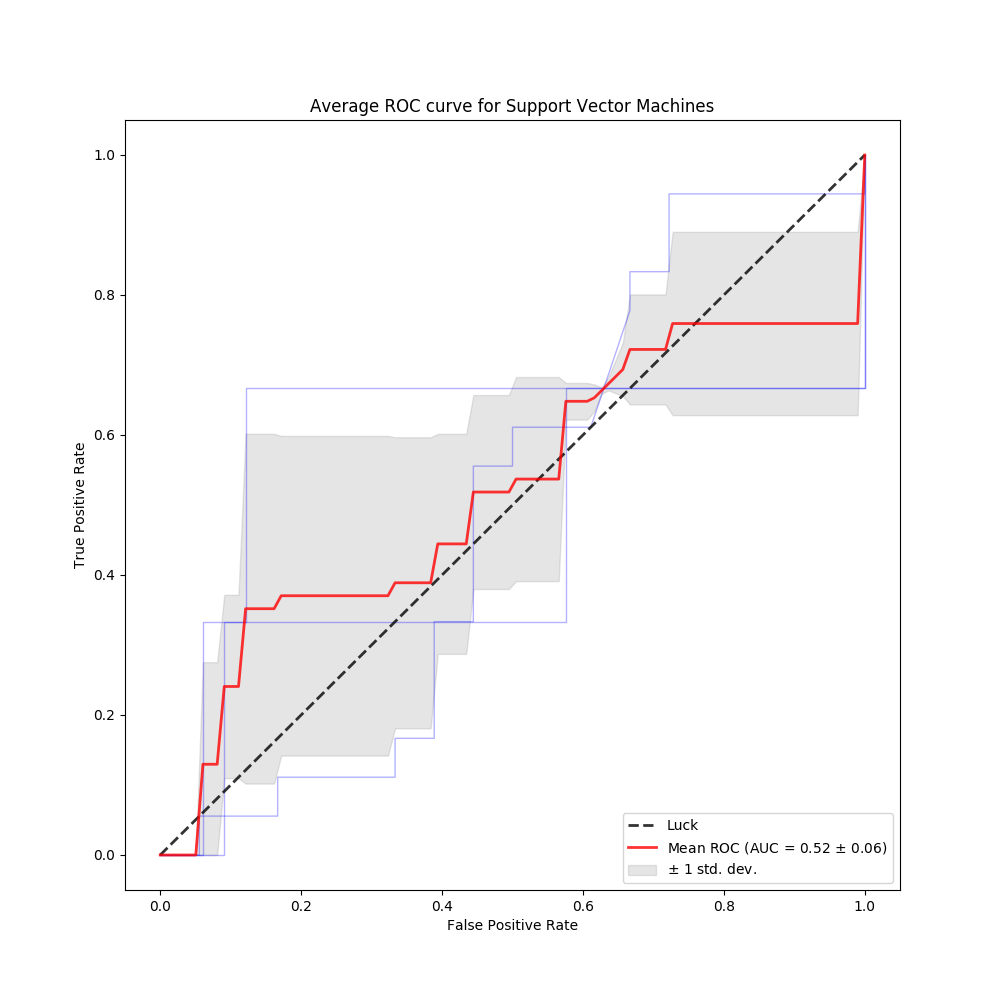 Average ROC curve for Support Vector Machines
True Positive Rate
1.0
0.8
0.6
0.4
0.2
0.0
0.0 0.2 0.4 0.6 0.8 1.0
False Positive Rate
Luck
Mean ROC (AUC = 0.52 ± 0.06)
± 1 std. dev.